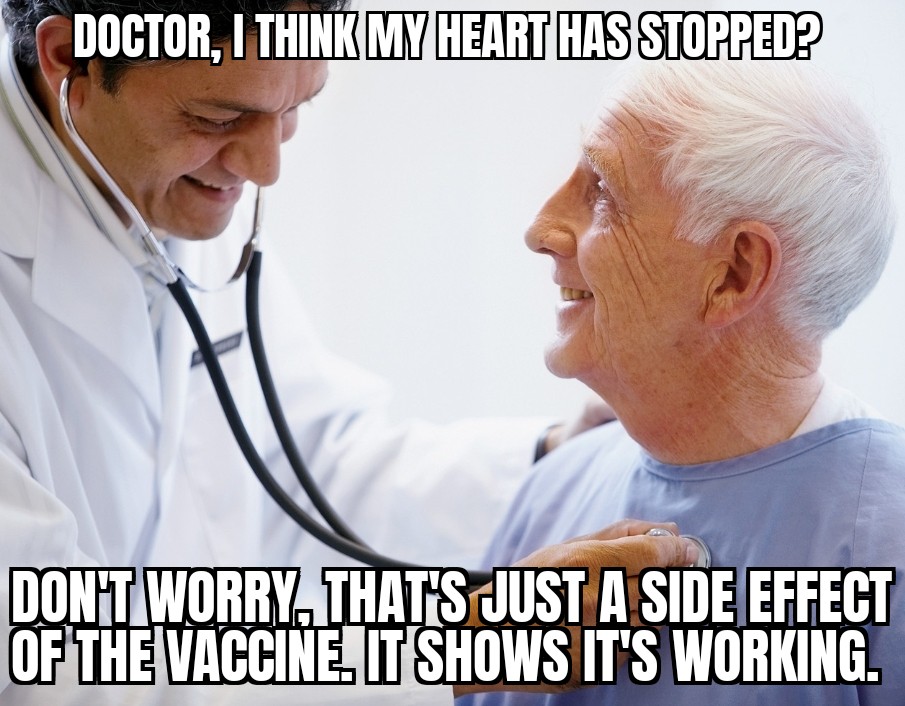 DOCTOR, I THINK MY HEART HAS STOPPED?
DON'T WORRY, THAT'S JUST A SIDE EFFECT
OF THE VACCINE. IT SHOWS IT'S WORKING.